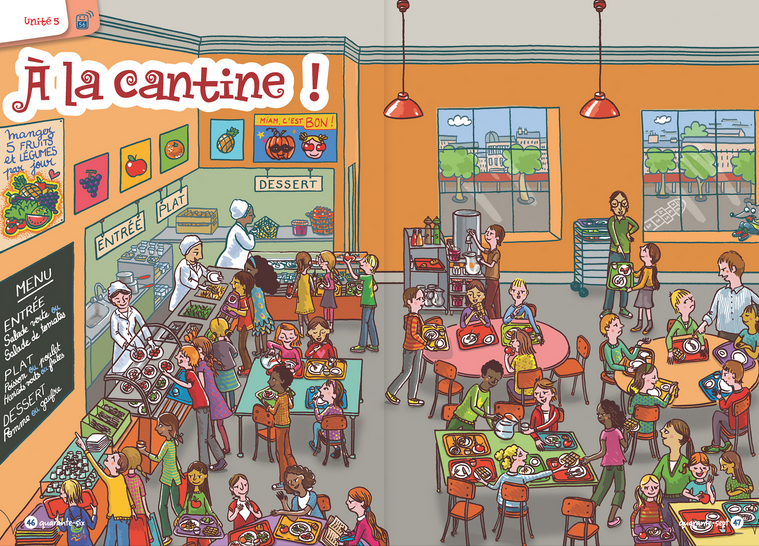 Unité 5
À la cantine !
Mangez
5 FRUITS
et LÉGUMES
par jour
MIAM, C'EST BON !
ENTRÉE
PLAT
DESSERT
MENU
ENTRÉE
Salade verte ou
Salade de tomates
PLAT
Poisson ou poulet
Haricots verts ou pâtes
DESSERT
Pomme ou gaufre
46 quarante-six
quarante-sept 47